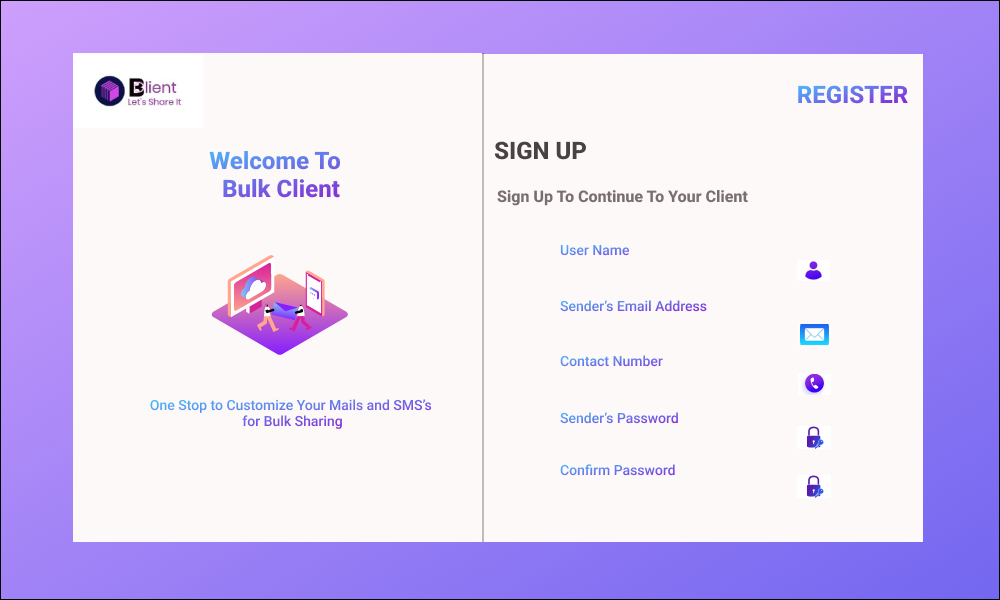 Blient
Let's Share It
Welcome To
Bulk Client
One Stop to Customize Your Mails and SMS's
for Bulk Sharing
REGISTER
SIGN UP
Sign Up To Continue To Your Client
User Name
Sender's Email Address
Contact Number
Sender's Password
Confirm Password